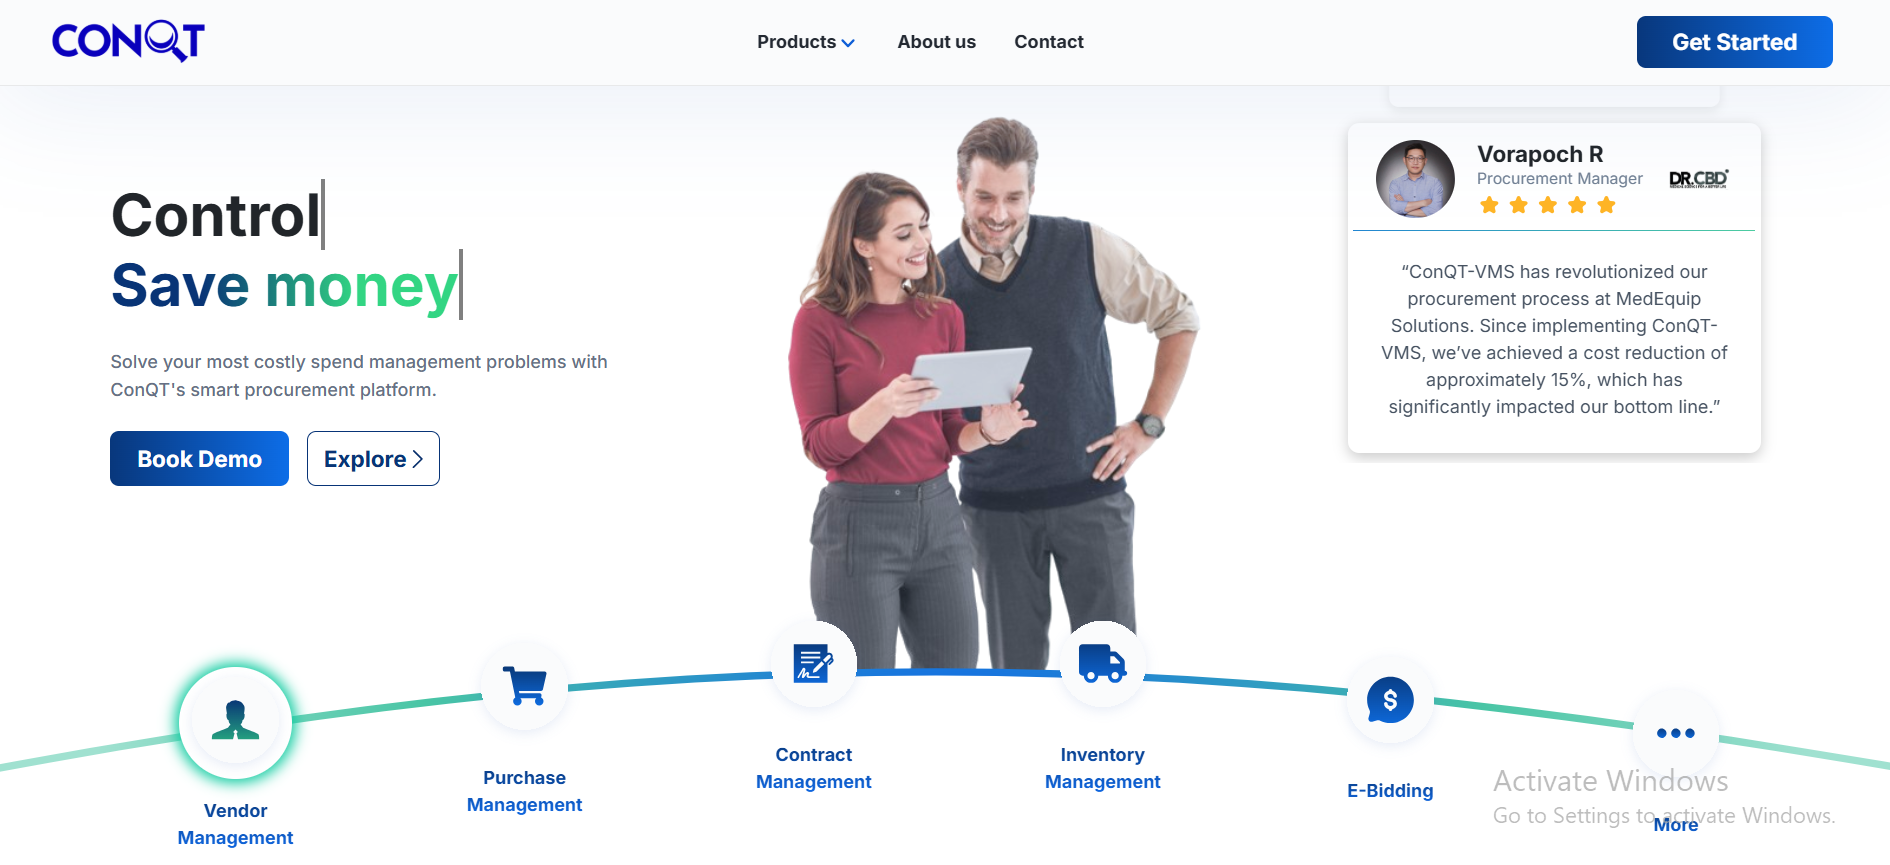 CONQT
Products
About us
Contact
Get Started
Control
Save money
Solve your most costly spend management problems with
ConQT's smart procurement platform.
Book Demo
Explore
Vorapoch R
Procurement Manager
DR.CBD
“ConQT-VMS has revolutionized our
procurement process at MedEquip
Solutions. Since implementing ConQT-
VMS, we’ve achieved a cost reduction of
approximately 15%, which has
significantly impacted our bottom line.”
Vendor
Management
Purchase
Management
Contract
Management
Inventory
Management
E-Bidding
More
Activate Windows
Go to Settings to activate Windows.